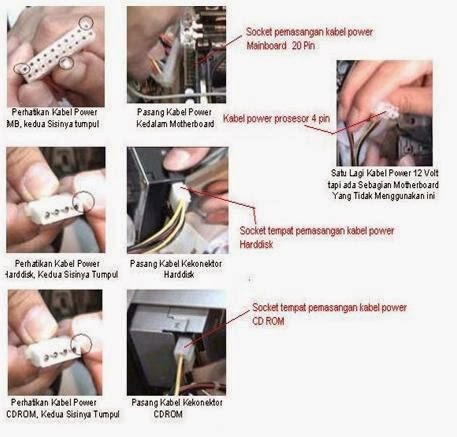 Socket pemasangan kabel power
Mainboard 20 Pin
Perhatikan Kabel Power
MB, kedua Sisinya tumpul
Pasang Kabel Power
Kedalam Motherboard
Kabel power prosesor 4 pin
Satu Lagi Kabel Power 12 Volt
tapi ada Sebagian Motherboard
Yang Tidak Menggunakan ini
Socket tempat pemasangan kabel power
Harddisk
Perhatikan Kabel Power
Harddisk, Kedua Sisinya Tumpul
Pasang Kabel Kekonektor
Harddisk
Socket tempat pemasangan kabel power
CD ROM
Perhatikan Kabel Power
CDROM, Kedua Sisinya Tumpul
Pasang Kabel Kekonektor
CDROM